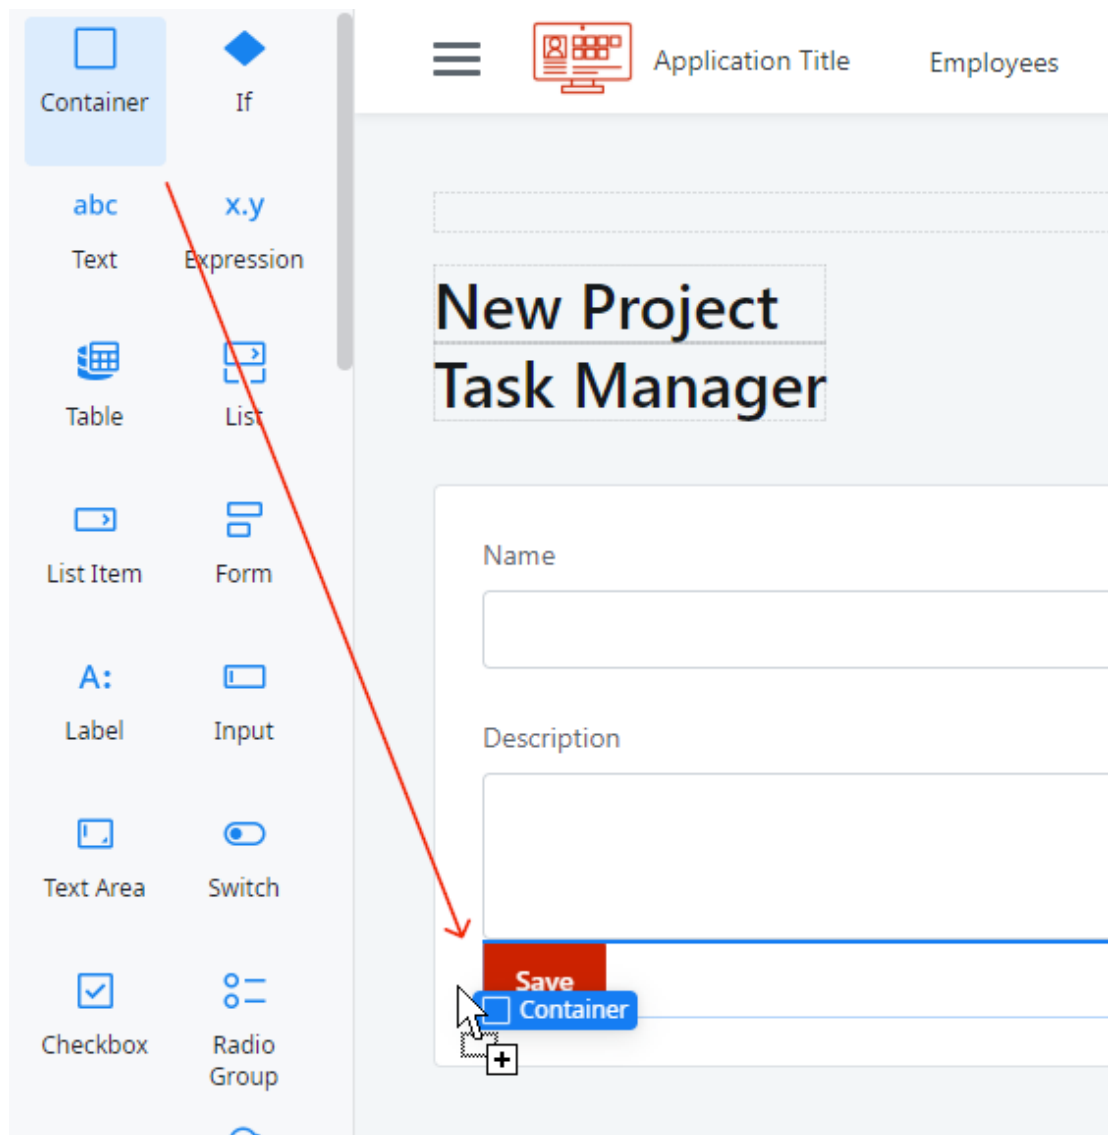 Container
If
abc
x.y
Text
Expression
Table
List
List Item
Form
A:
Label
Input
Text Area
Switch
Checkbox
Radio
Group
Application Title
Employees
New Project
Task Manager
Name
Description
Save
Container